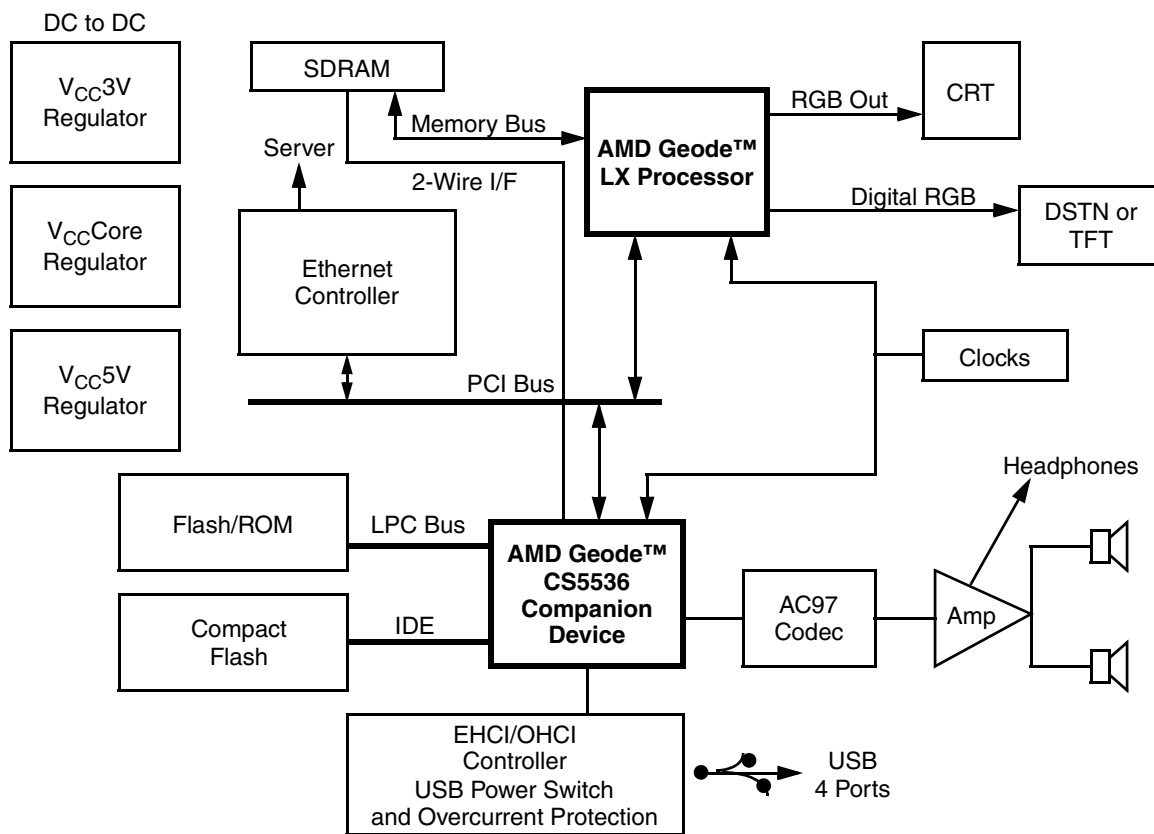 DC to DC
VCC3V
Regulator
VCCCore
Regulator
VCC5V
Regulator
SDRAM
Memory Bus
Server
2-Wire I/F
Ethernet
Controller
PCI Bus
AMD Geode™
LX Processor
RGB Out
CRT
Digital RGB
DSTN or
TFT
Clocks
Flash/ROM
LPC Bus
Compact
Flash
IDE
AMD Geode™
CS5536
Companion
Device
AC97
Codec
Amp
Headphones
EHCI/OHCI
Controller
USB Power Switch
and Overcurrent Protection
USB
4 Ports